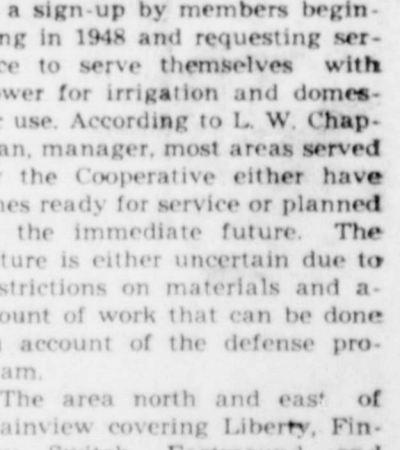 a sign-up by members begin-
ng in 1948 and requesting ser-
ce to serve themselves with
ower for irrigation and domes-
use. According to L. W. Chap-
an, manager, most areas served
the Cooperative either have
nes ready for service or planned
the immediate future. The
ture is either uncertain due to
strictions on materials and a-
ount of work that can be done
account of the defense pro-
am.
The area north and east of
ainview covering Liberty, Fin-